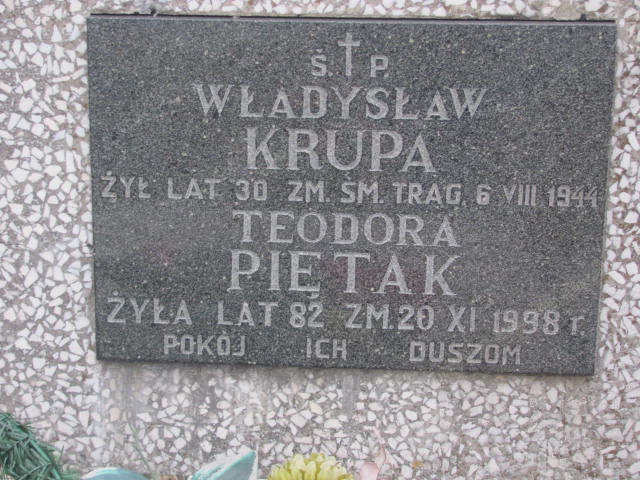 Ś. † P.
WŁADYSŁAW
KRUPA
ŻYŁ LAT 30 ZM. ŚM. TRAG. 6 VIII 1944
TEODORA
PIĘTAK
ŻYŁA LAT 82 ZM. 20 XI 1998 r.
POKÓJ ICH DUSZOM